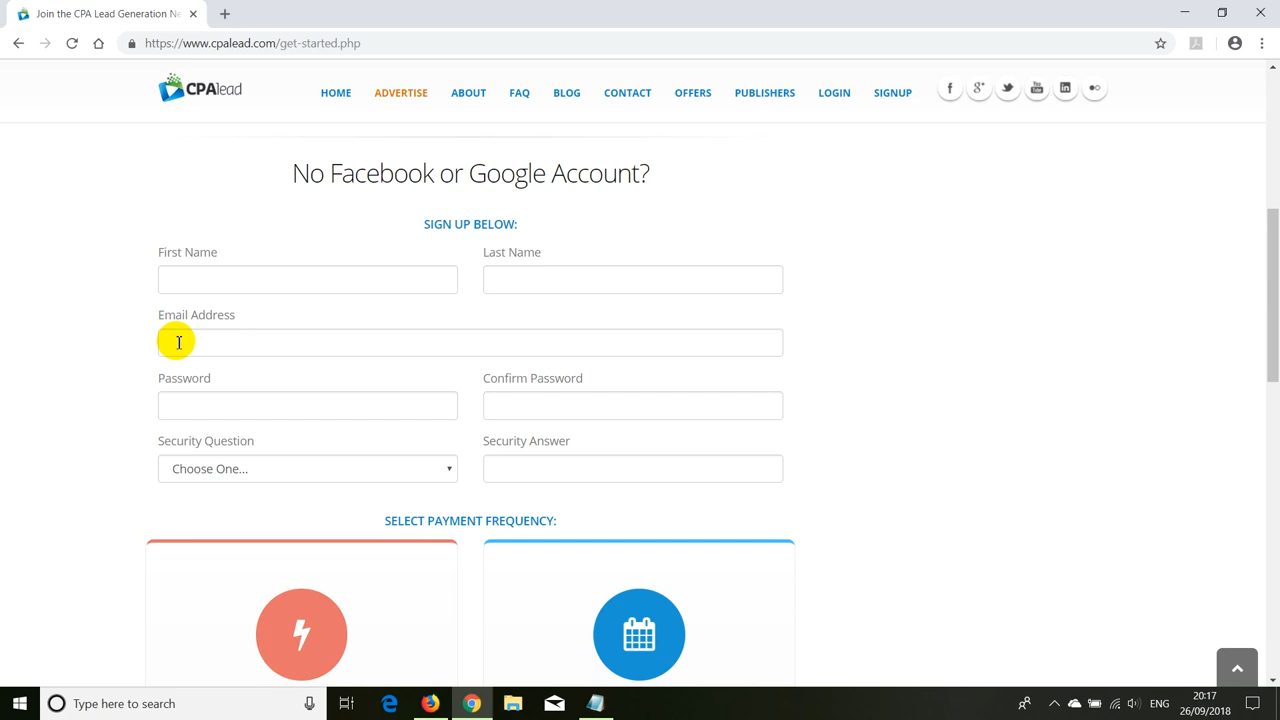 Join the CPA Lead Generation Ne
https://www.cpalead.com/get-started.php
CPAlead
HOME
ADVERTISE
ABOUT
FAQ
BLOG
CONTACT
OFFERS
PUBLISHERS
LOGIN
SIGNUP
No Facebook or Google Account?
SIGN UP BELOW:
First Name
Last Name
Email Address
Password
Confirm Password
Security Question
Security Answer
Choose One...
SELECT PAYMENT FREQUENCY:
Type here to search
ENG
20:17
26/09/2018